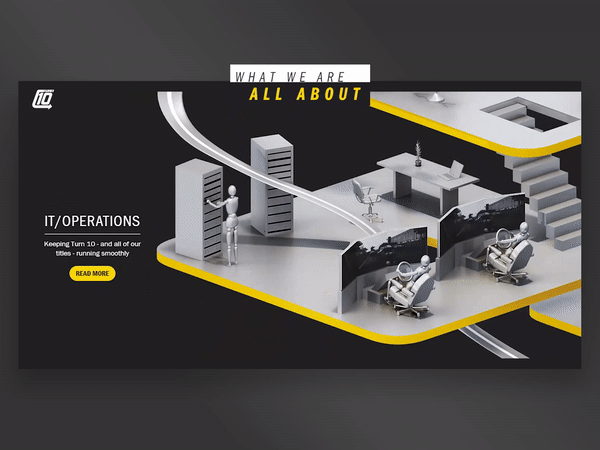 WHAT WE ARE
ALL ABOUT
10
IT/OPERATIONS
Keeping Turn 10 - and all of our
titles - running smoothly
READ MORE